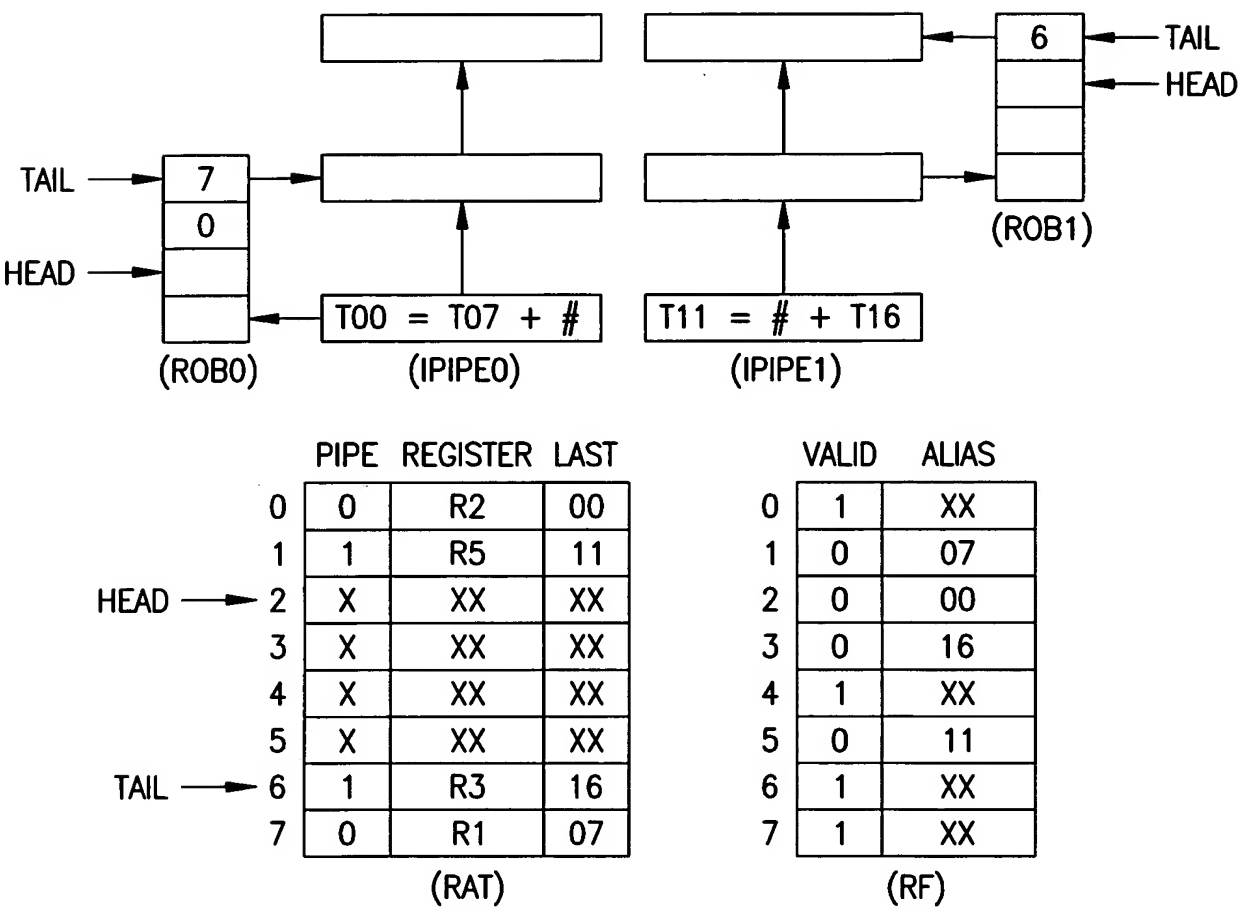 6 TAIL
HEAD
TAIL 7
0
(ROB1)
HEAD
T00 = T07 + # T11 = # + T16
(ROB0) (IPIPE0) (IPIPE1)
PIPE REGISTER LAST VALID ALIAS
0 0 R2 00 0 1 XX
1 1 R5 11 1 0 07
HEAD 2 X XX XX 2 0 00
3 X XX XX 3 0 16
4 X XX XX 4 1 XX
5 X XX XX 5 0 11
TAIL 6 1 R3 16 6 1 XX
7 0 R1 07 7 1 XX
(RAT) (RF)